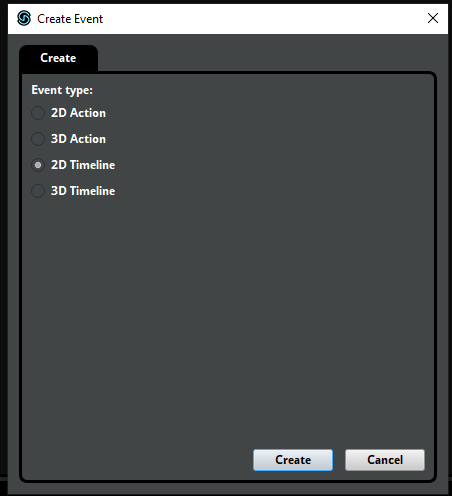 Create Event
Create
Event type:
2D Action
3D Action
2D Timeline
3D Timeline
Create Cancel